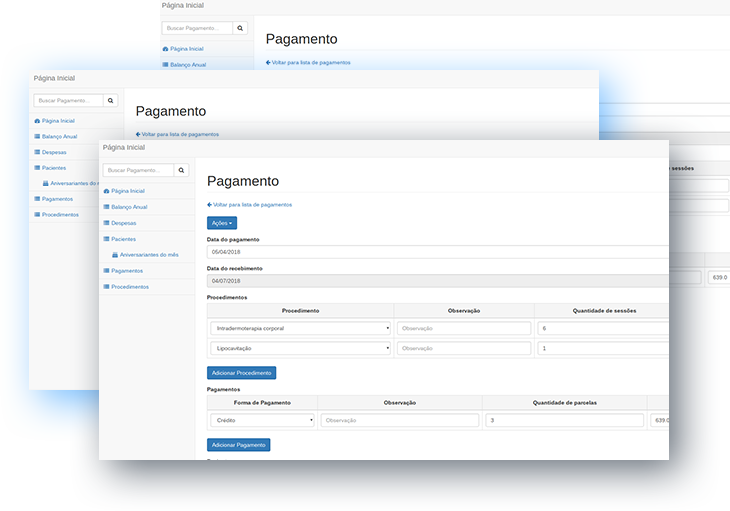 Página Inicial
Buscar Pagamento...
Pagamento
Página Inicial
Voltar para lista de pagamentos
Balanço Anual
sessões
639.0
Página Inicial
Buscar Pagamento...
Pagamento
Página Inicial
Voltar para lista de pagamentos
Balanço Anual
Despesas
Pacientes
Aniversariantes do
Pagamentos
Procedimentos
Página Inicial
Buscar Pagamento...
Pagamento
Página Inicial
Voltar para lista de pagamentos
Balanço Anual
Ações
Despesas
Data do pagamento
Pacientes
05/04/2018
Aniversariantes do mês
Data do recebimento
Pagamentos
04/07/2018
Procedimentos
Procedimentos
Procedimento Observação Quantidade de sessões
Intradermoterapia corporal Observação 6
Lipocavitação Observação 1
Adicionar Procedimento
Pagamentos
Forma de Pagamento Observação Quantidade de parcelas
Crédito Observação 3 639.0
Adicionar Pagamento